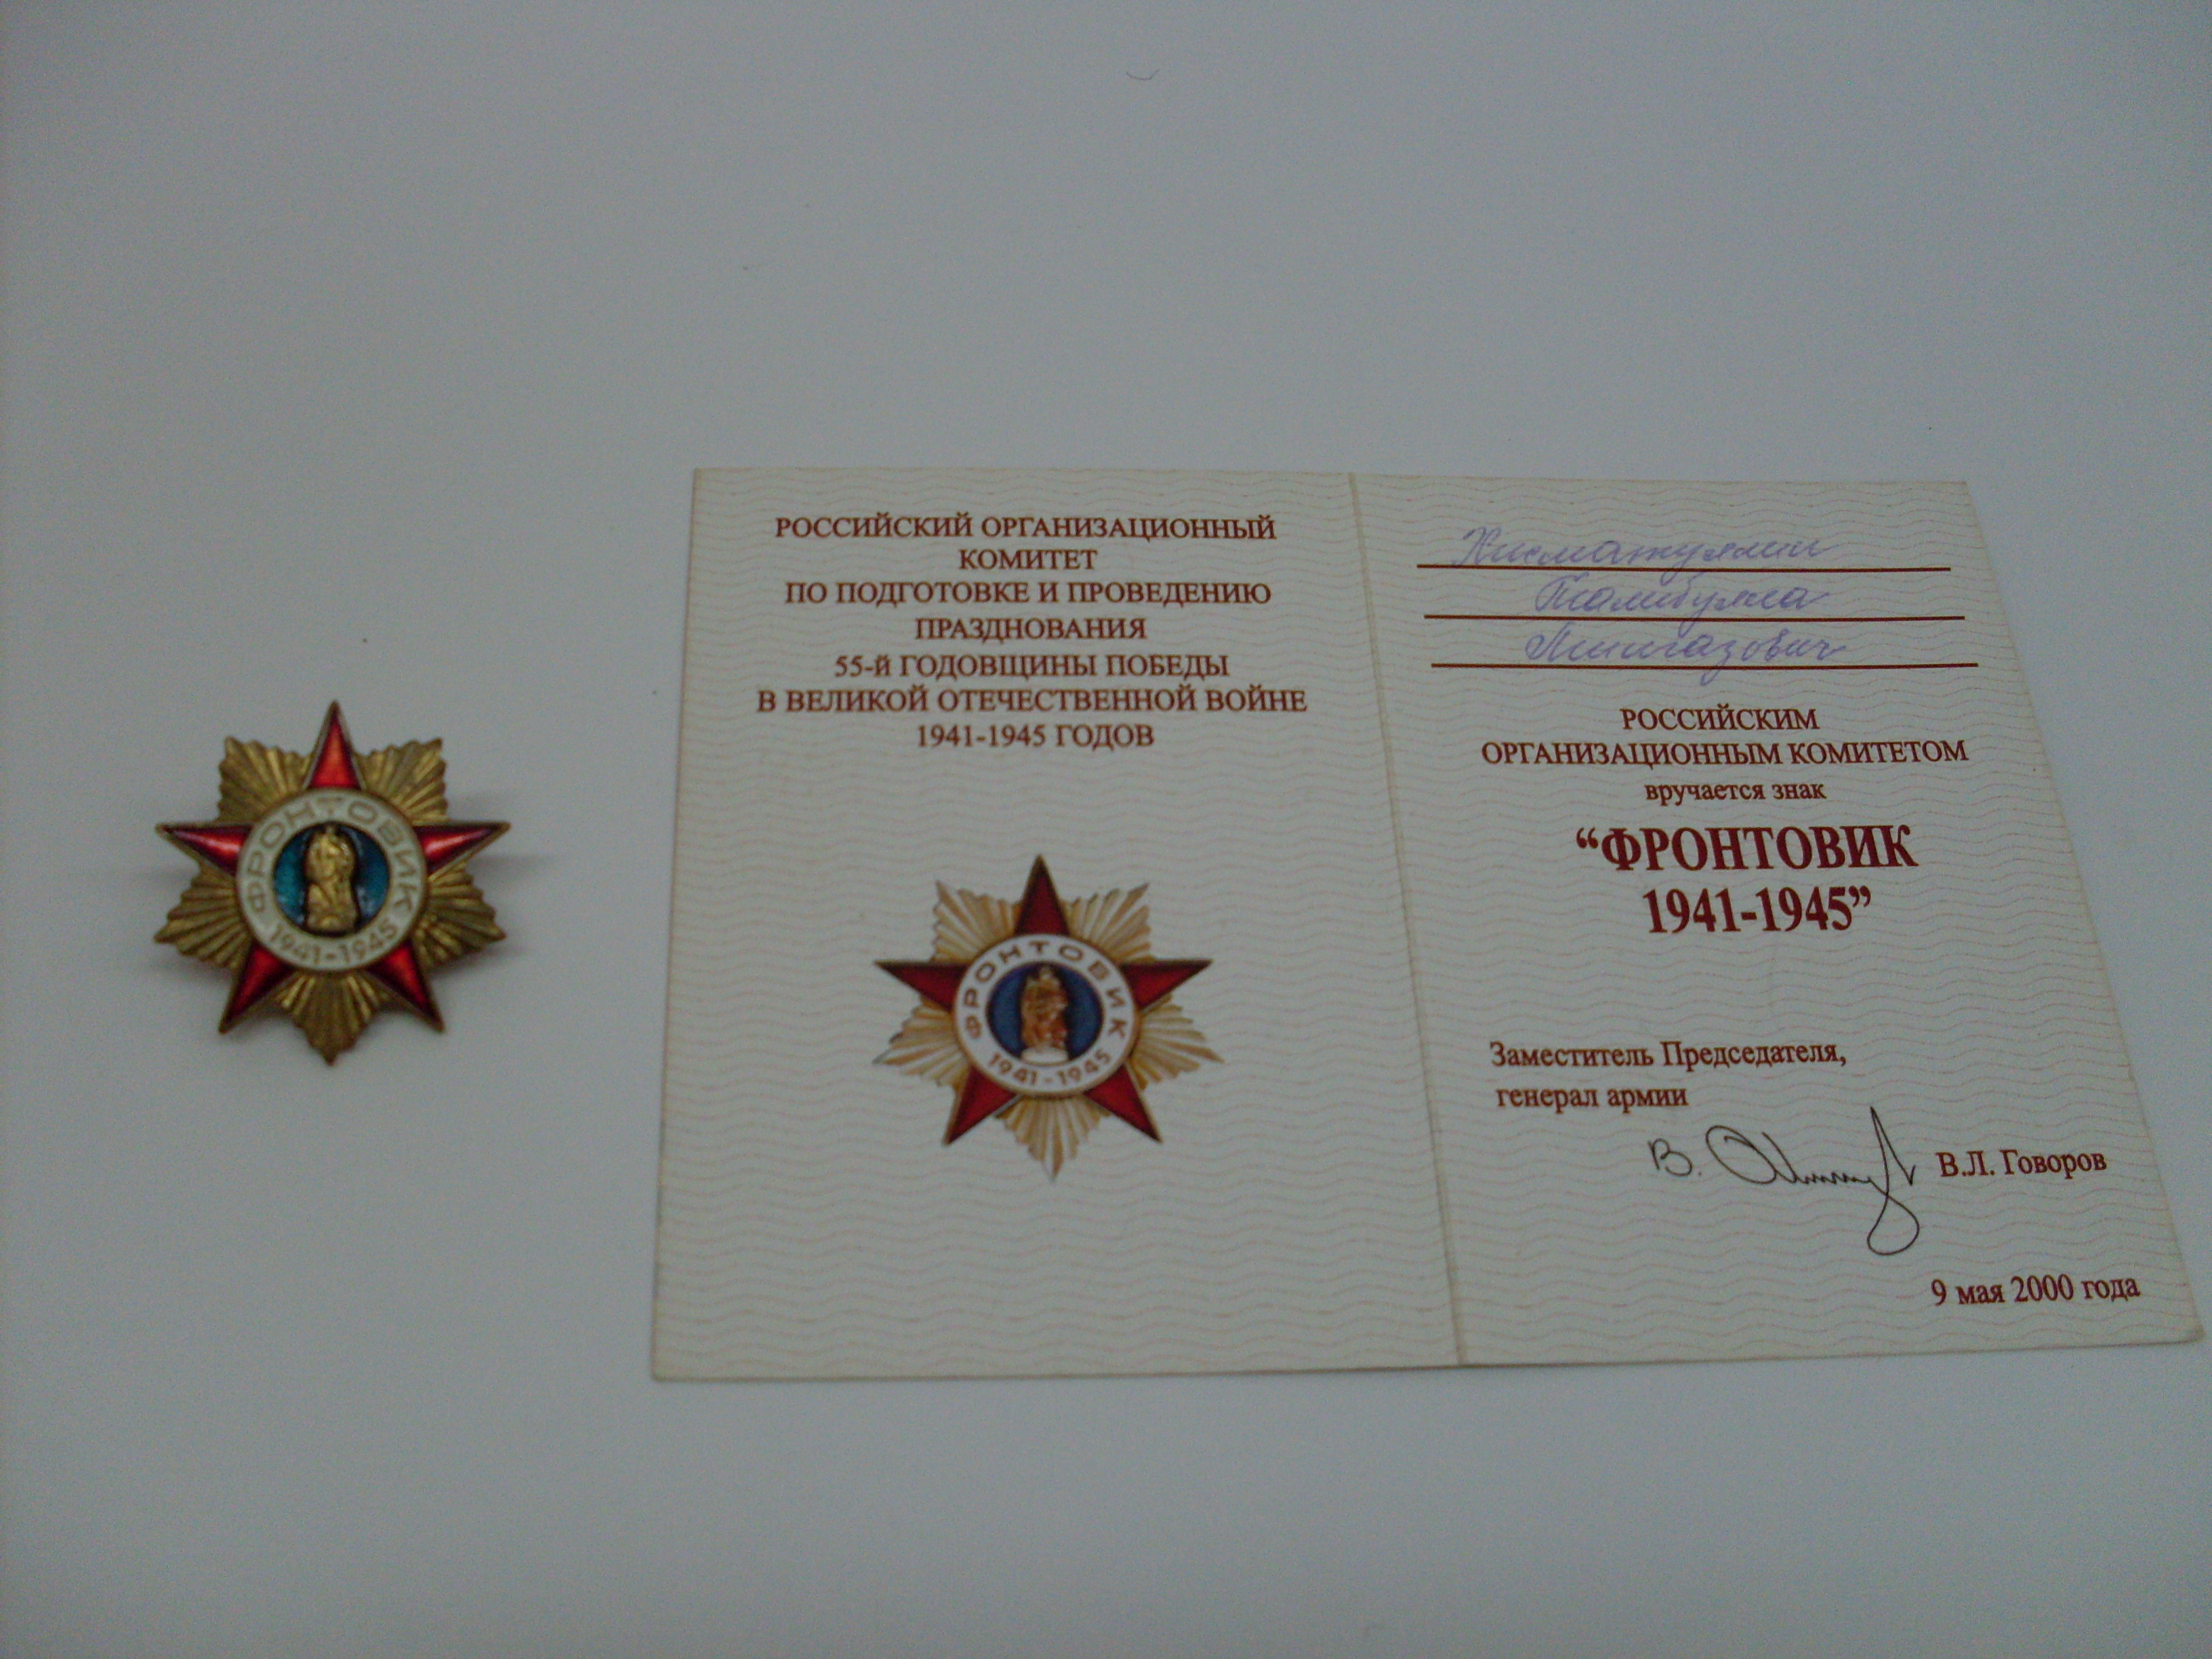 ФРОНТОВИК
1941-1945
РОССИЙСКИЙ ОРГАНИЗАЦИОННЫЙ
КОМИТЕТ
ПО ПОДГОТОВКЕ И ПРОВЕДЕНИЮ
ПРАЗДНОВАНИЯ
55-й ГОДОВЩИНЫ ПОБЕДЫ
В ВЕЛИКОЙ ОТЕЧЕСТВЕННОЙ ВОЙНЕ
1941-1945 ГОДОВ
ФРОНТОВИК
1941-1945
Хисматуллин
РОССИЙСКИМ
ОРГАНИЗАЦИОННЫМ КОМИТЕТОМ
вручается знак
“ФРОНТОВИК
1941-1945”
Заместитель Председателя,
генерал армии
В.Л. Говоров
9 мая 2000 года